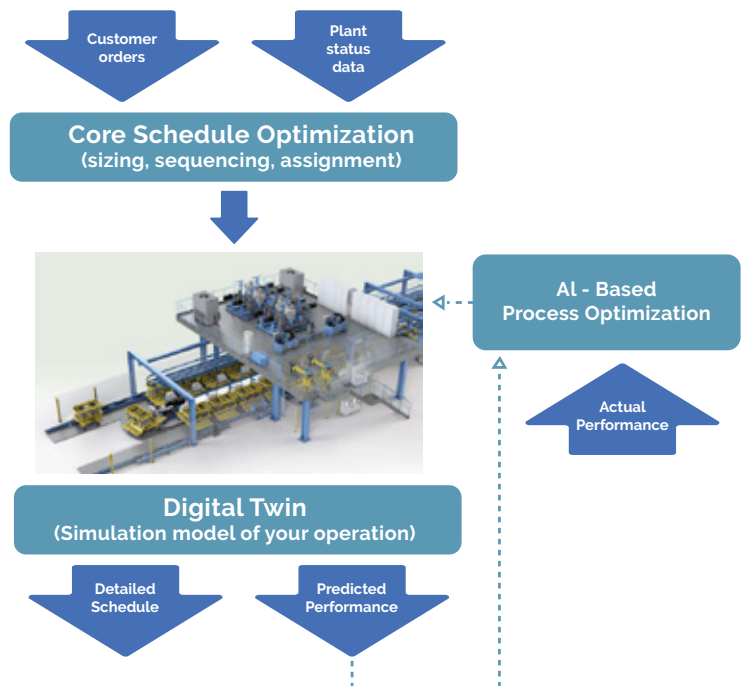 Customer
orders
Plant
status
data
Core Schedule Optimization
(sizing, sequencing, assignment)
AI - Based
Process Optimization
Actual
Performance
Digital Twin
(Simulation model of your operation)
Detailed
Schedule
Predicted
Performance